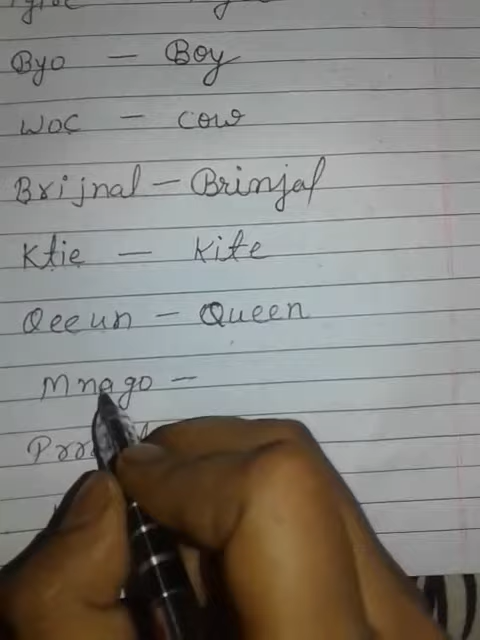 Byo — Boy
woc — cow
Brijnal — Brinjal
Ktie — Kite
Qeeun — Queen
Mnago —